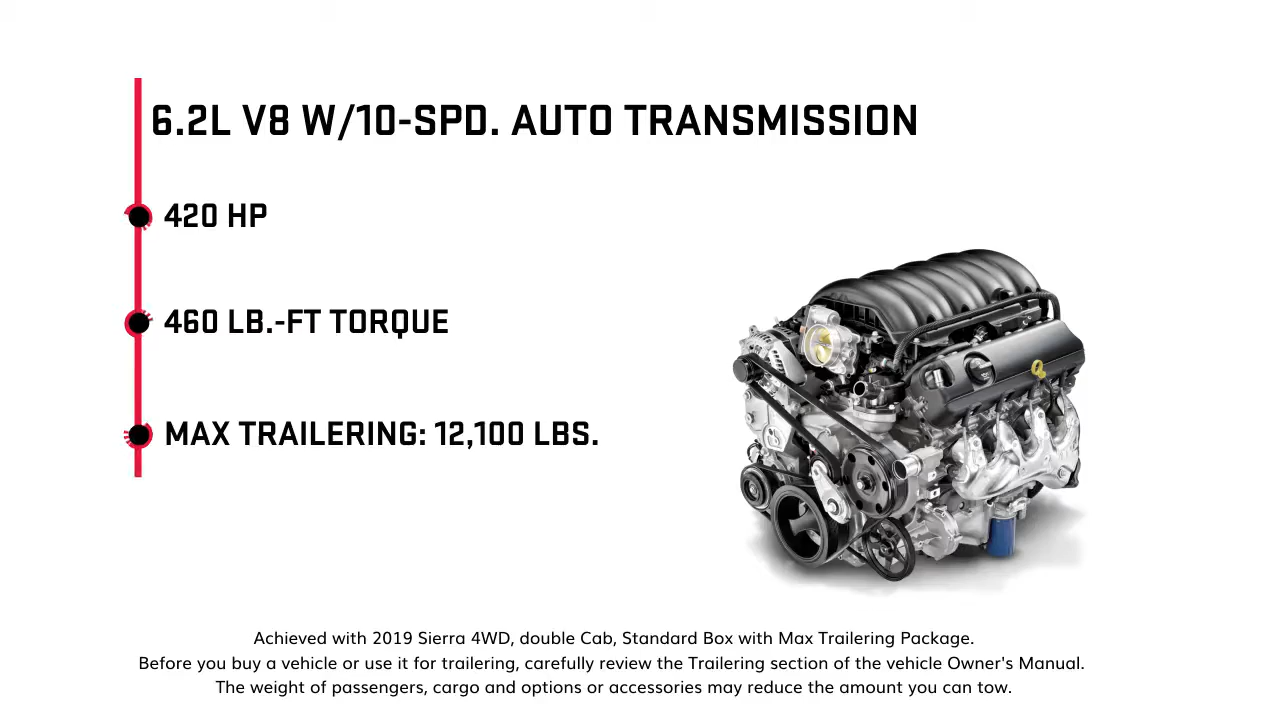 6.2L V8 W/10-SPD. AUTO TRANSMISSION
420 HP
460 LB.-FT TORQUE
MAX TRAILERING: 12,100 LBS.
Achieved with 2019 Sierra 4WD, double Cab, Standard Box with Max Trailering Package.
Before you buy a vehicle or use it for trailering, carefully review the Trailering section of the vehicle Owner's Manual.
The weight of passengers, cargo and options or accessories may reduce the amount you can tow.